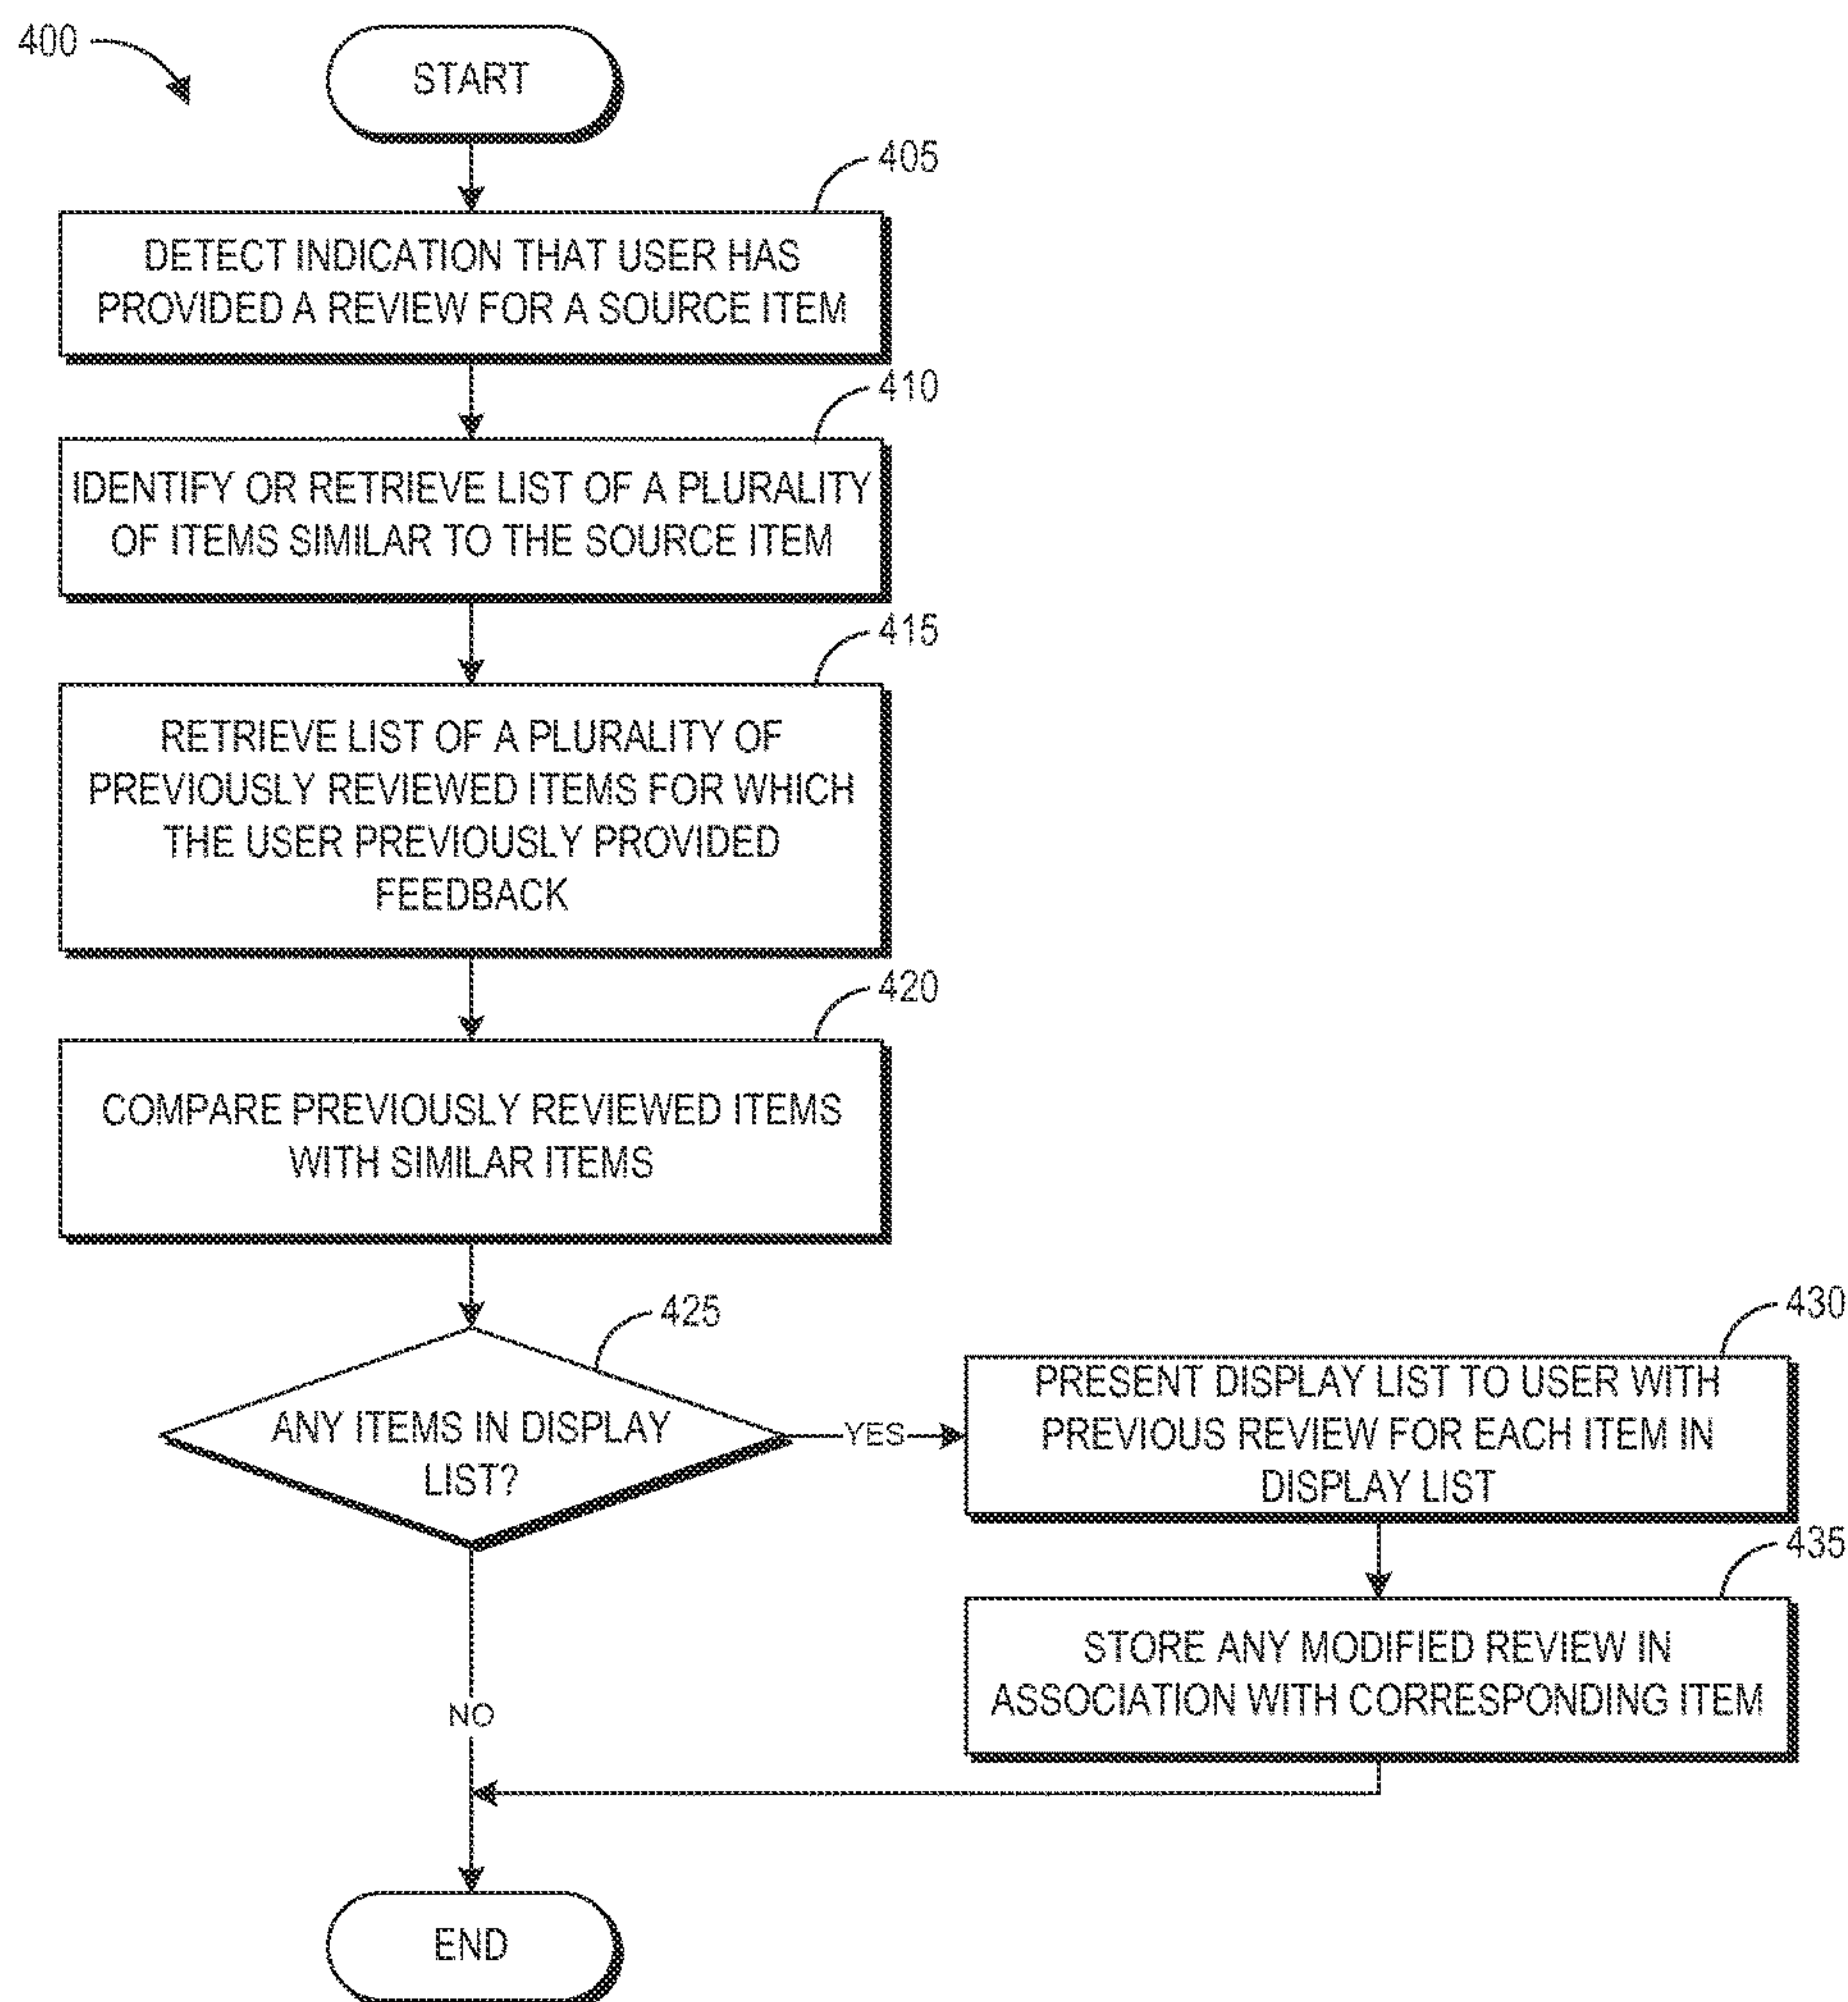 400
START
405
DETECT INDICATION THAT USER HAS
PROVIDED A REVIEW FOR A SOURCE ITEM
410
IDENTIFY OR RETRIEVE LIST OF A PLURALITY
OF ITEMS SIMILAR TO THE SOURCE ITEM
415
RETRIEVE LIST OF A PLURALITY OF
PREVIOUSLY REVIEWED ITEMS FOR WHICH
THE USER PREVIOUSLY PROVIDED
FEEDBACK
420
COMPARE PREVIOUSLY REVIEWED ITEMS
WITH SIMILAR ITEMS
425
ANY ITEMS IN DISPLAY
LIST?
YES
430
PRESENT DISPLAY LIST TO USER WITH
PREVIOUS REVIEW FOR EACH ITEM IN
DISPLAY LIST
435
STORE ANY MODIFIED REVIEW IN
ASSOCIATION WITH CORRESPONDING ITEM
NO
END